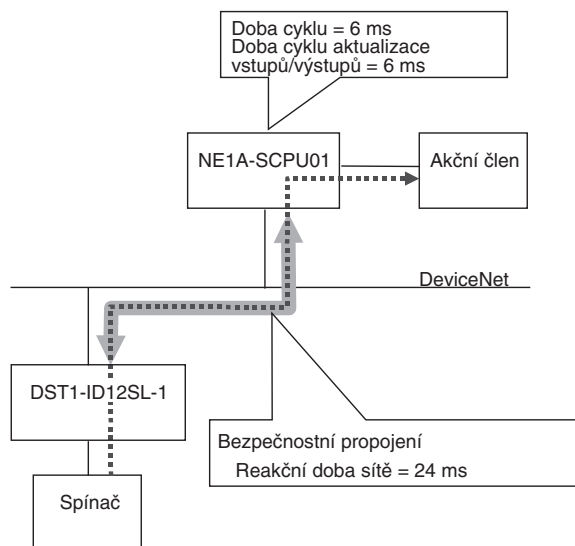 Doba cyklu = 6 ms
Doba cyklu aktualizace
vstupů/výstupů = 6 ms
NE1A-SCPU01
Akční člen
DeviceNet
DST1-ID12SL-1
Bezpečnostní propojení
Reakční doba sítě = 24 ms
Spínač